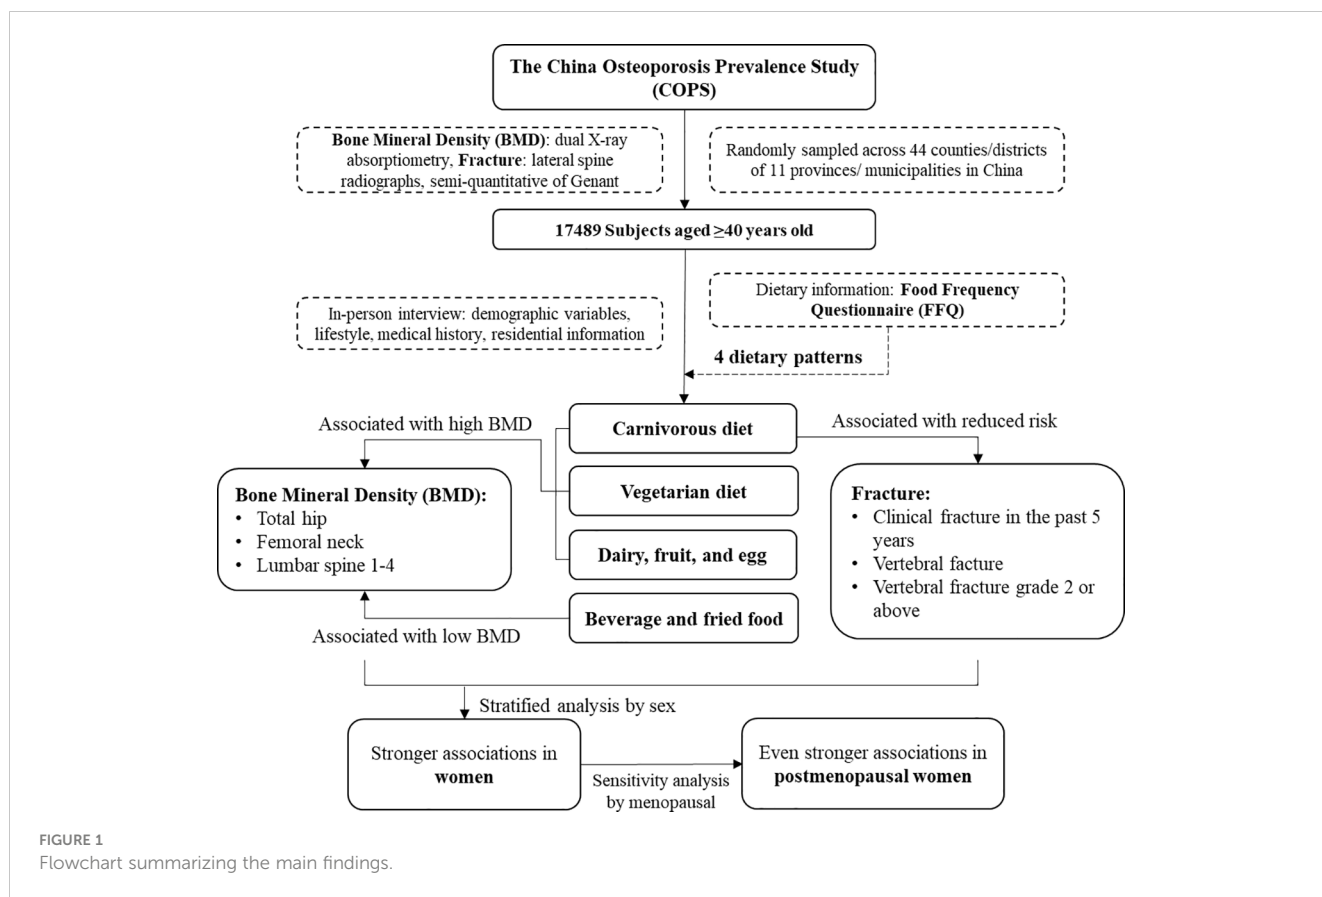 The China Osteoporosis Prevalence Study
(COPS)
Bone Mineral Density (BMD): dual X-ray
absorptiometry, Fracture: lateral spine
radiographs, semi-quantitative of Genant
Randomly sampled across 44 counties/districts
of 11 provinces/ municipalities in China
17489 Subjects aged ≥40 years old
In-person interview: demographic variables,
lifestyle, medical history, residential information
Dietary information: Food Frequency
Questionnaire (FFQ)
4 dietary patterns
Associated with high BMD
Carnivorous diet
Associated with reduced risk
Bone Mineral Density (BMD):
• Total hip
• Femoral neck
• Lumbar spine 1-4
Vegetarian diet
Dairy, fruit, and egg
Beverage and fried food
Fracture:
• Clinical fracture in the past 5
years
• Vertebral facture
• Vertebral fracture grade 2 or
above
Associated with low BMD
Stratified analysis by sex
Stronger associations in
women
Sensitivity analysis
by menopausal
Even stronger associations in
postmenopausal women
FIGURE 1
Flowchart summarizing the main findings.